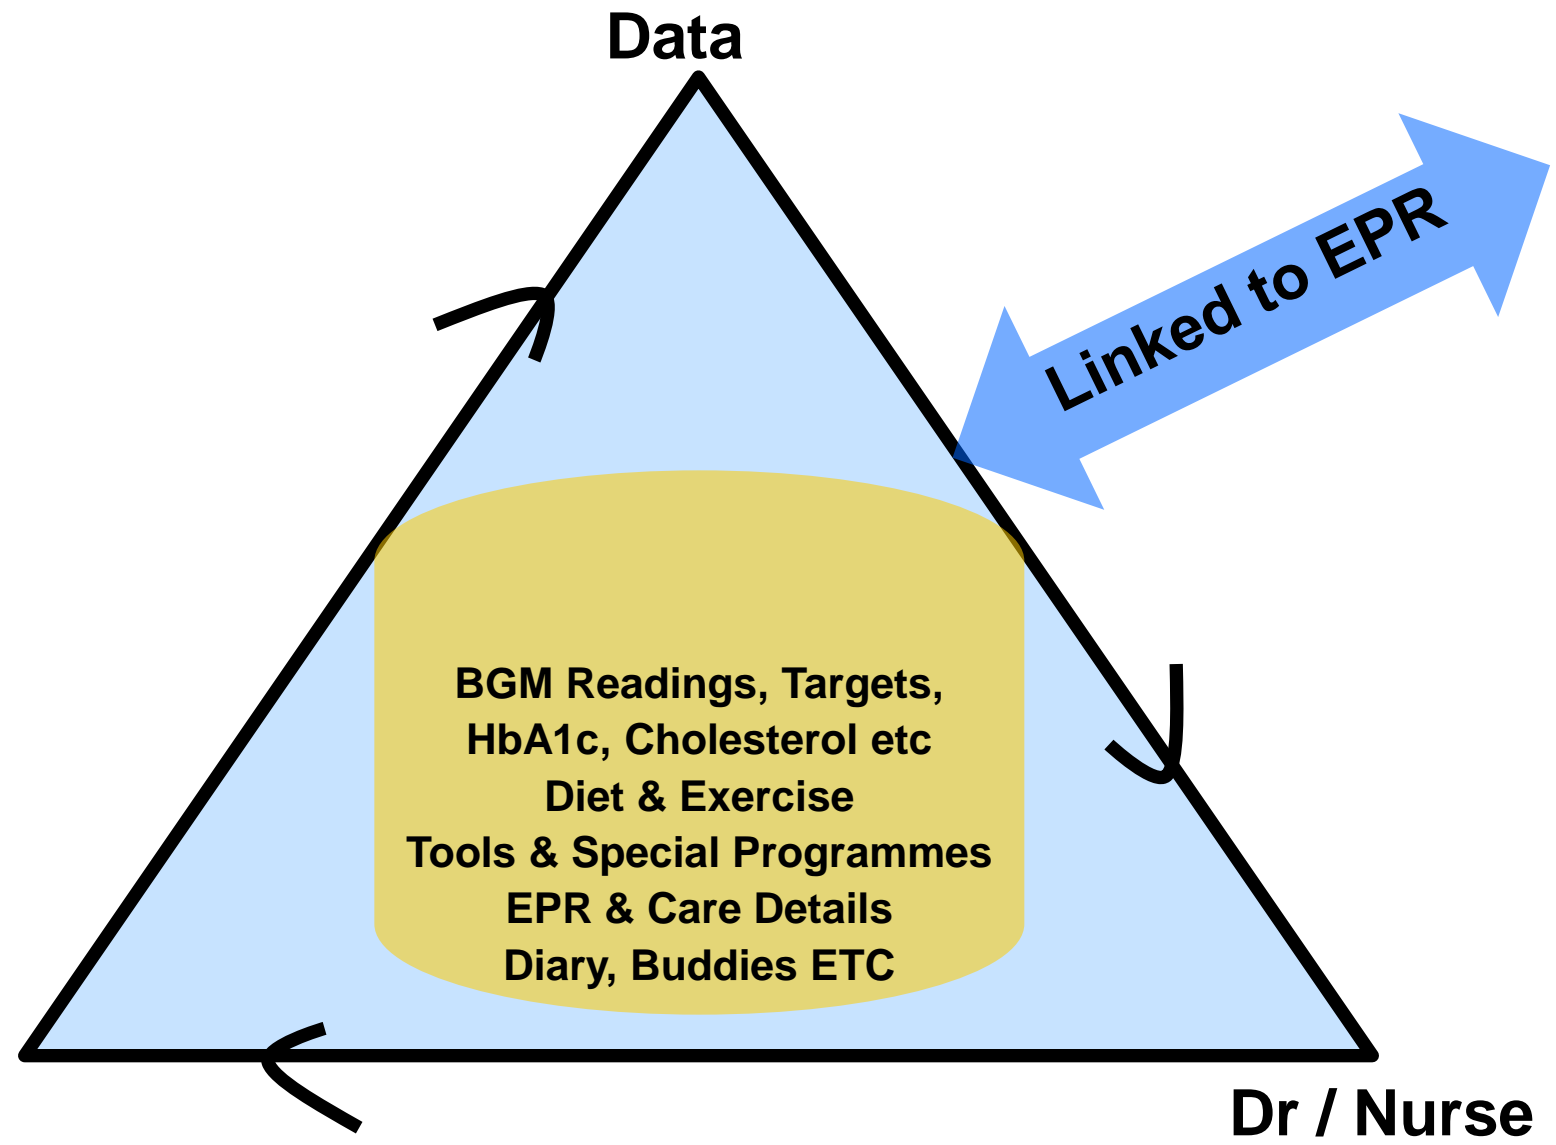 Data
Linked to EPR
BGM Readings, Targets,
HbA1c, Cholesterol etc
Diet & Exercise
Tools & Special Programmes
EPR & Care Details
Diary, Buddies ETC
Dr / Nurse